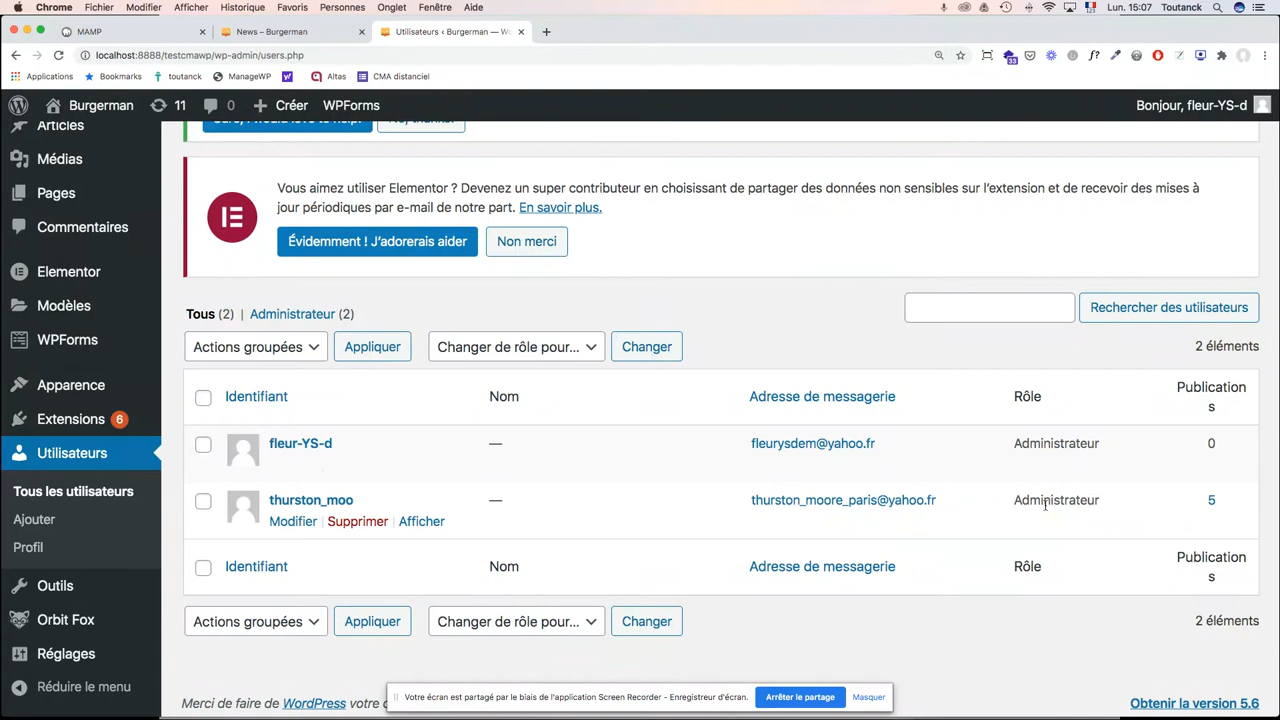 Chrome Fichier Modifier Afficher Historique Favoris Personnes Onglet Fenêtre Aide Lun. 15:07 Toutanck
MAMP News – Burgerman Utilisateurs ‹ Burgerman — Wo
localhost:8888/testcmawp/wp-admin/users.php
33
Applications Bookmarks toutanck ManageWP Altas CMA distanciel
Burgerman 11 0 Créer WPForms Bonjour, fleur-YS-d
Articles
Médias
Pages
Commentaires
Elementor
Modèles
WPForms
Apparence
Extensions 6
Utilisateurs
Tous les utilisateurs
Ajouter
Profil
Outils
Orbit Fox
Réglages
Réduire le menu
Vous aimez utiliser Elementor ? Devenez un super contributeur en choisissant de partager des données non sensibles sur l'extension et de recevoir des mises à
jour périodiques par e-mail de notre part. En savoir plus.
Évidemment ! J'adorerais aider Non merci
Tous (2) | Administrateur (2)
Rechercher des utilisateurs
Actions groupées Appliquer Changer de rôle pour... Changer
2 éléments
Identifiant Nom Adresse de messagerie Rôle Publication
s
fleur-YS-d — fleurysdem@yahoo.fr Administrateur 0
thurston_moo — thurston_moore_paris@yahoo.fr Administrateur 5
Modifier | Supprimer | Afficher
Identifiant Nom Adresse de messagerie Rôle Publication
s
Actions groupées Appliquer Changer de rôle pour... Changer
2 éléments
Merci de faire de WordPress votre
Votre écran est partagé par le biais de l'application Screen Recorder - Enregistreur d'écran. Arrêter le partage Masquer
Obtenir la version 5.6